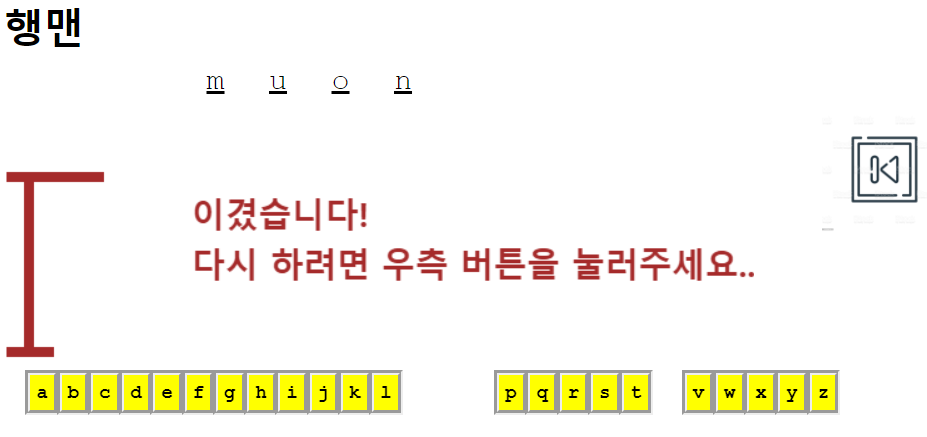 행맨
m u o n
이겼습니다!
다시 하려면 우측 버튼을 눌러주세요..
a b c d e f g h i j k l p q r s t v w x y z